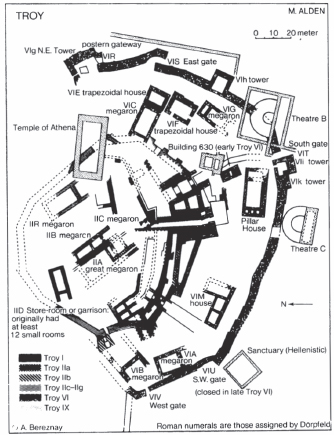 TROY
M. ALDEN
0 10 20 meter
postern gateway
VIg N.E. Tower
VIR
VIS East gate
VIh tower
VIE trapezoidal house
VIC
megaron
VIG
megaron
VIF
trapezoidal house
Theatre B
Temple of Athena
Building 630 (early Troy VI)
South gate
VIT
VIi tower
VIk tower
IIR megaron
IIC megaron
IIB megaron
Pillar
House
Theatre C
IIA
great megaron
IID Store-room or garrison:
originally had
at least
12 small rooms
VIM
house
N
Troy I
Troy IIa
Troy IIb
Troy IIc–IIg
Troy VI
Troy IX
VIB
megaron
VIA
megaron
VIU
S.W. gate
(closed in late Troy VI)
Sanctuary (Hellenistic)
VIV
West gate
A. Bereznay
Roman numerals are those assigned by Dorpfeld